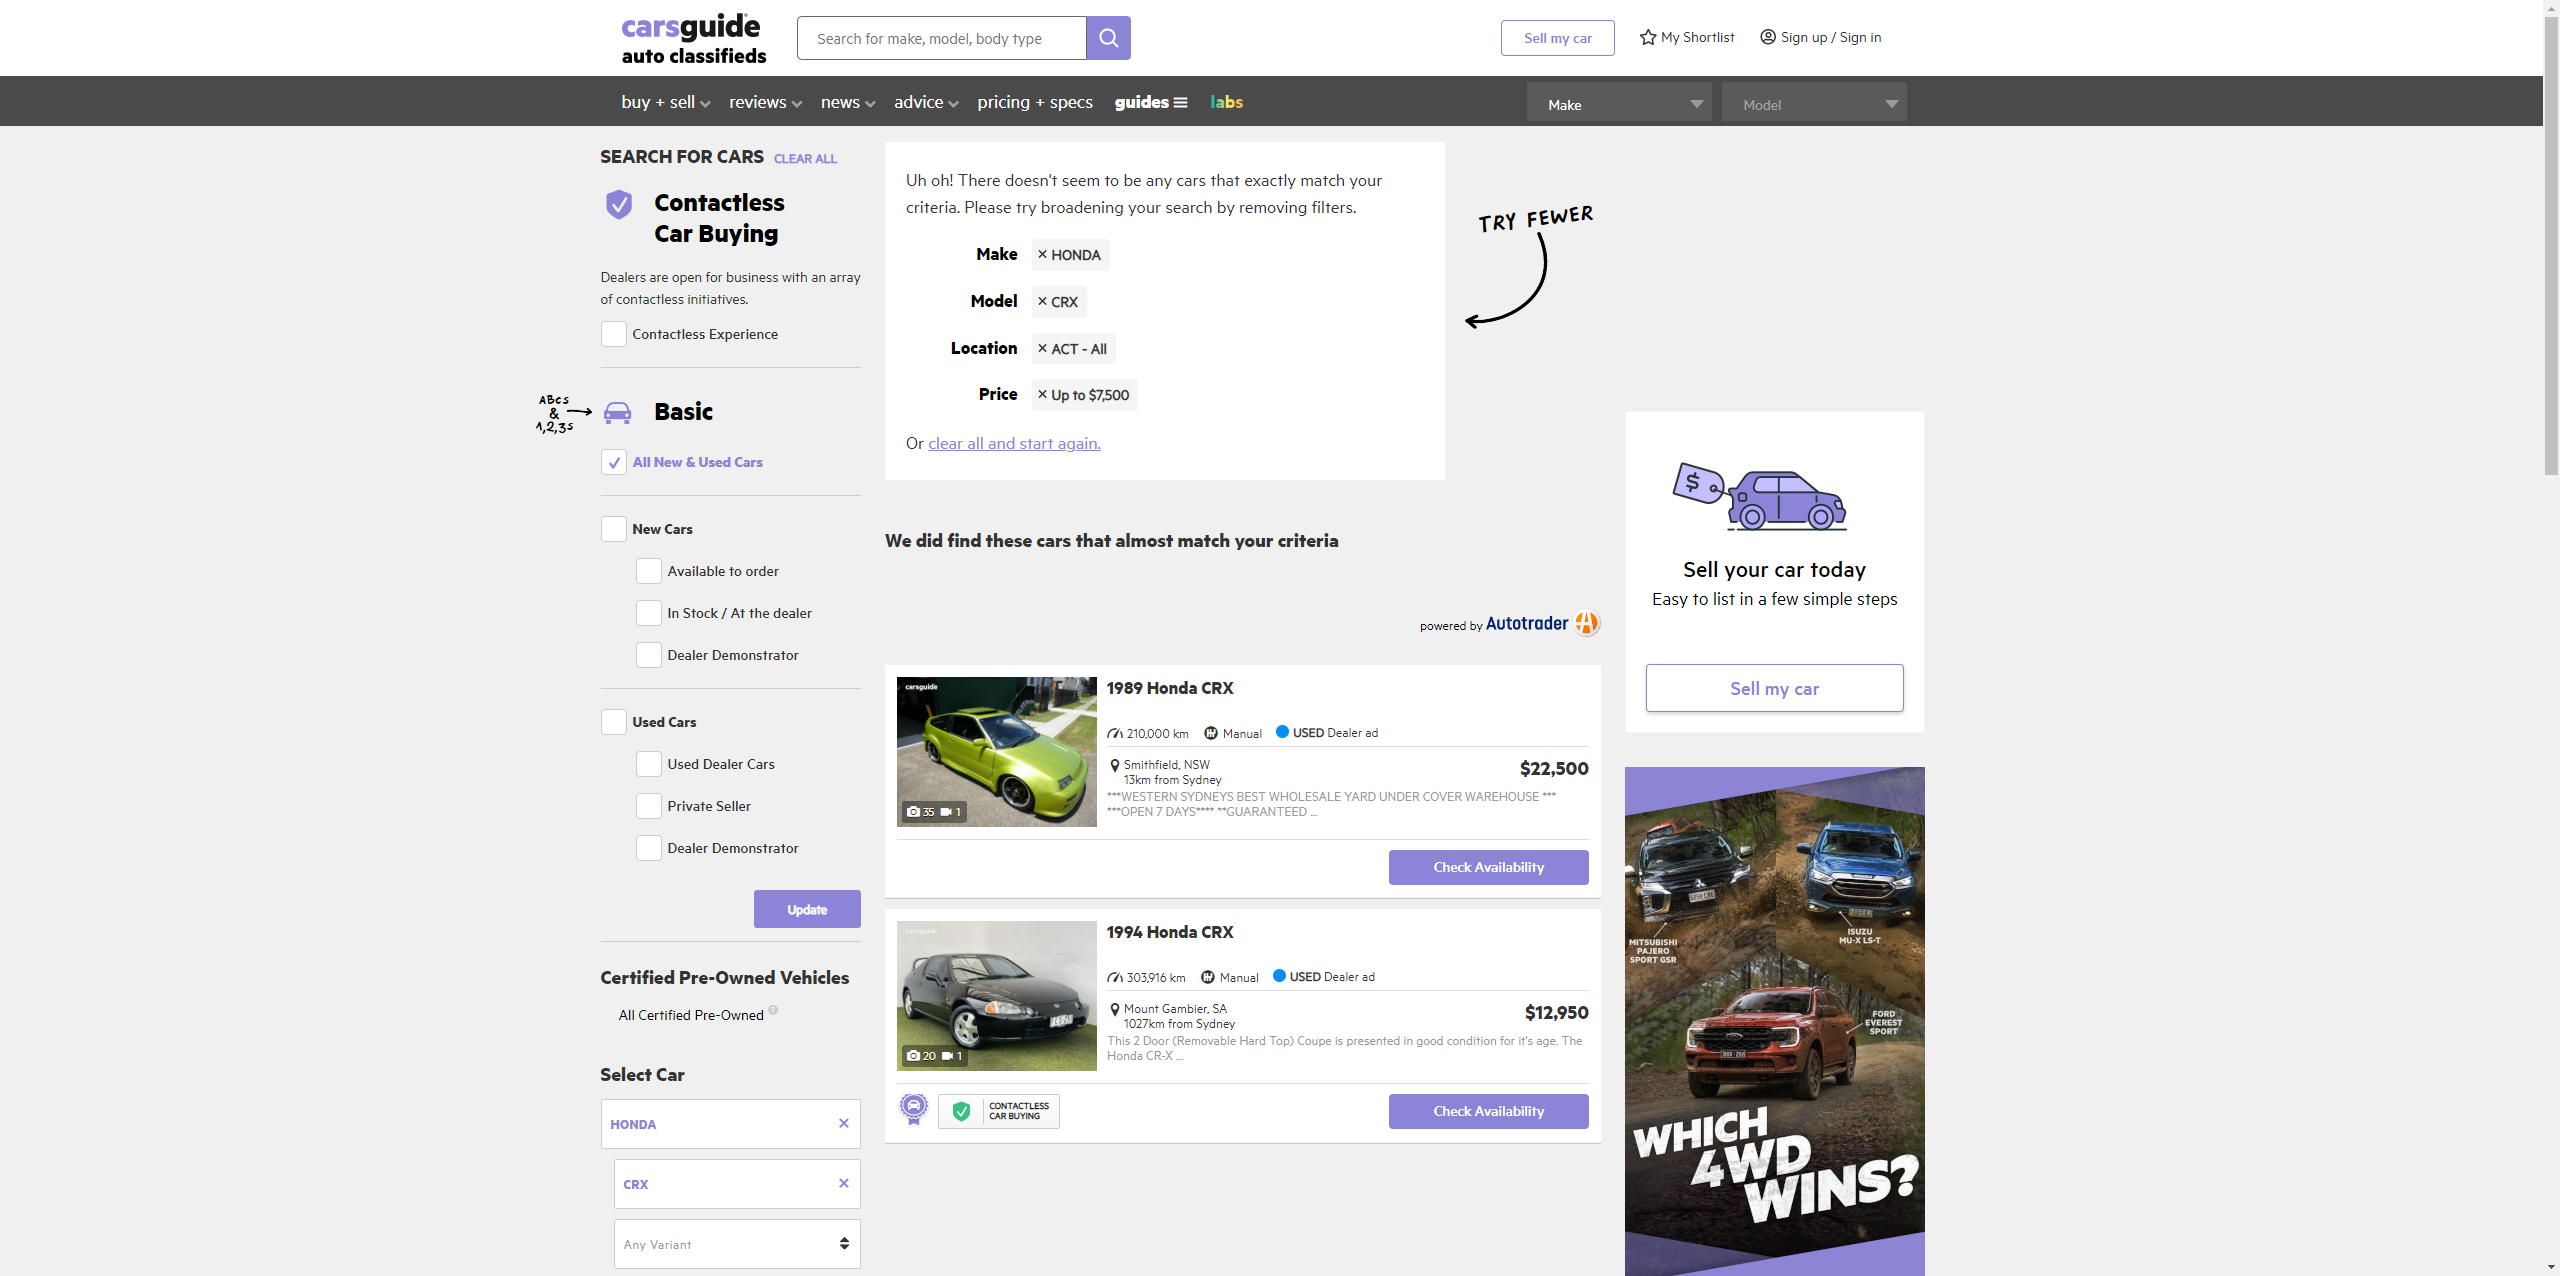 carsguide
auto classifieds
Search for make, model, body type
Sell my car
My Shortlist
Sign up / Sign in
buy + sell
reviews
news
advice
pricing + specs
guides
labs
Make
Model
SEARCH FOR CARS CLEAR ALL
Contactless
Car Buying
Dealers are open for business with an array
of contactless initiatives.
Contactless Experience
ABCs
&
1,2,3s
Basic
All New & Used Cars
New Cars
Available to order
In Stock / At the dealer
Dealer Demonstrator
Used Cars
Used Dealer Cars
Private Seller
Dealer Demonstrator
Update
Certified Pre-Owned Vehicles
All Certified Pre-Owned ?
Select Car
HONDA ×
CRX ×
Any Variant
Uh oh! There doesn't seem to be any cars that exactly match your
criteria. Please try broadening your search by removing filters.
Make × HONDA
Model × CRX
Location × ACT - All
Price × Up to $7,500
Or clear all and start again.
TRY FEWER
We did find these cars that almost match your criteria
powered by Autotrader
carsguide
35 1
1989 Honda CRX
210,000 km Manual USED Dealer ad
Smithfield, NSW
13km from Sydney
$22,500
***WESTERN SYDNEYS BEST WHOLESALE YARD UNDER COVER WAREHOUSE ***
***OPEN 7 DAYS**** **GUARANTEED ...
Check Availability
carsguide
20 1
1994 Honda CRX
303,916 km Manual USED Dealer ad
Mount Gambier, SA
1027km from Sydney
$12,950
This 2 Door (Removable Hard Top) Coupe is presented in good condition for it's age. The
Honda CR-X ...
CONTACTLESS
CAR BUYING
Check Availability
$
Sell your car today
Easy to list in a few simple steps
Sell my car
MITSUBISHI
PAJERO
SPORT GSR
ISUZU
MU-X LS-T
FORD
EVEREST
SPORT
WHICH
4WD
WINS?